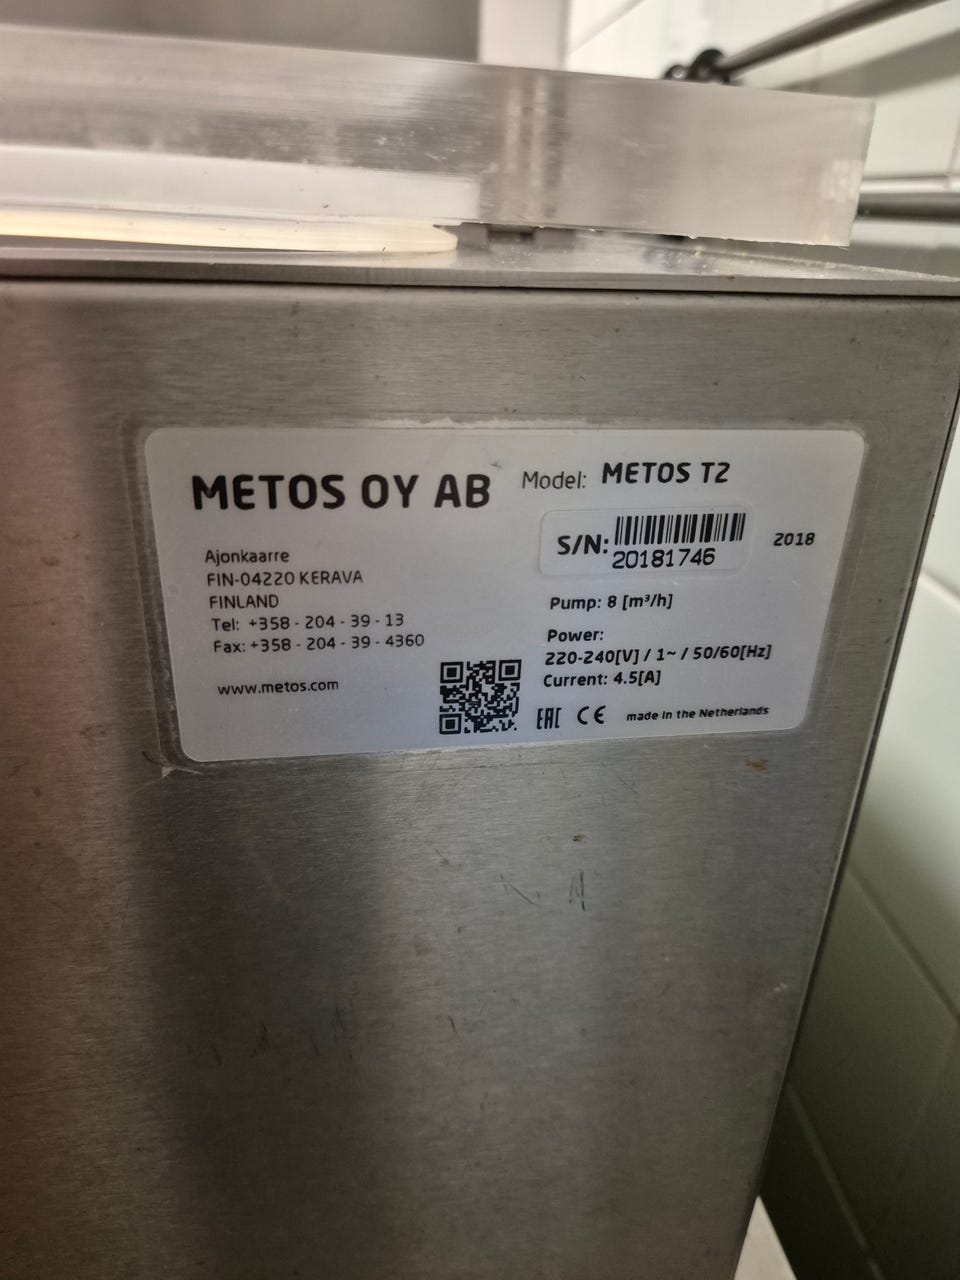 METOS OY AB
Ajonkaarre
FIN-04220 KERAVA
FINLAND
Tel: +358 - 204 - 39 - 13
Fax: +358 - 204 - 39 - 4360
www.metos.com
Model: METOS T2
S/N: 20181746
2018
Pump: 8 [m³/h]
Power:
220-240[V] / 1~ / 50/60[Hz]
Current: 4.5[A]
EAC CE made in the Netherlands